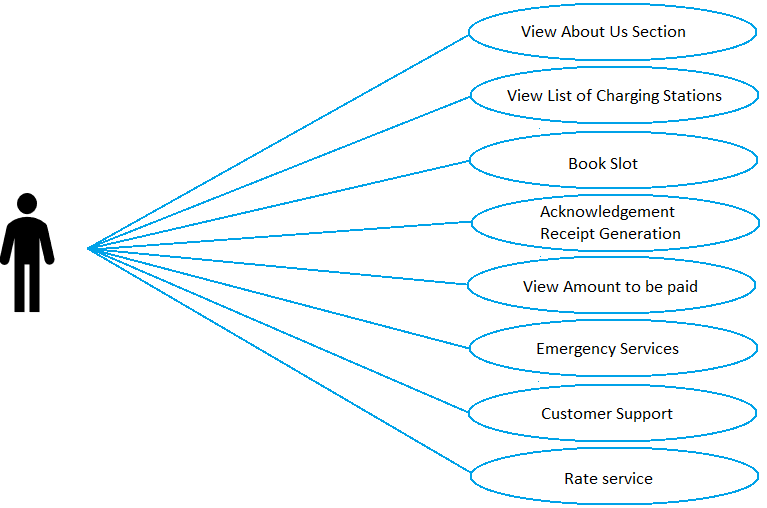 View About Us Section
View List of Charging Stations
Book Slot
Acknowledgement
Receipt Generation
View Amount to be paid
Emergency Services
Customer Support
Rate service